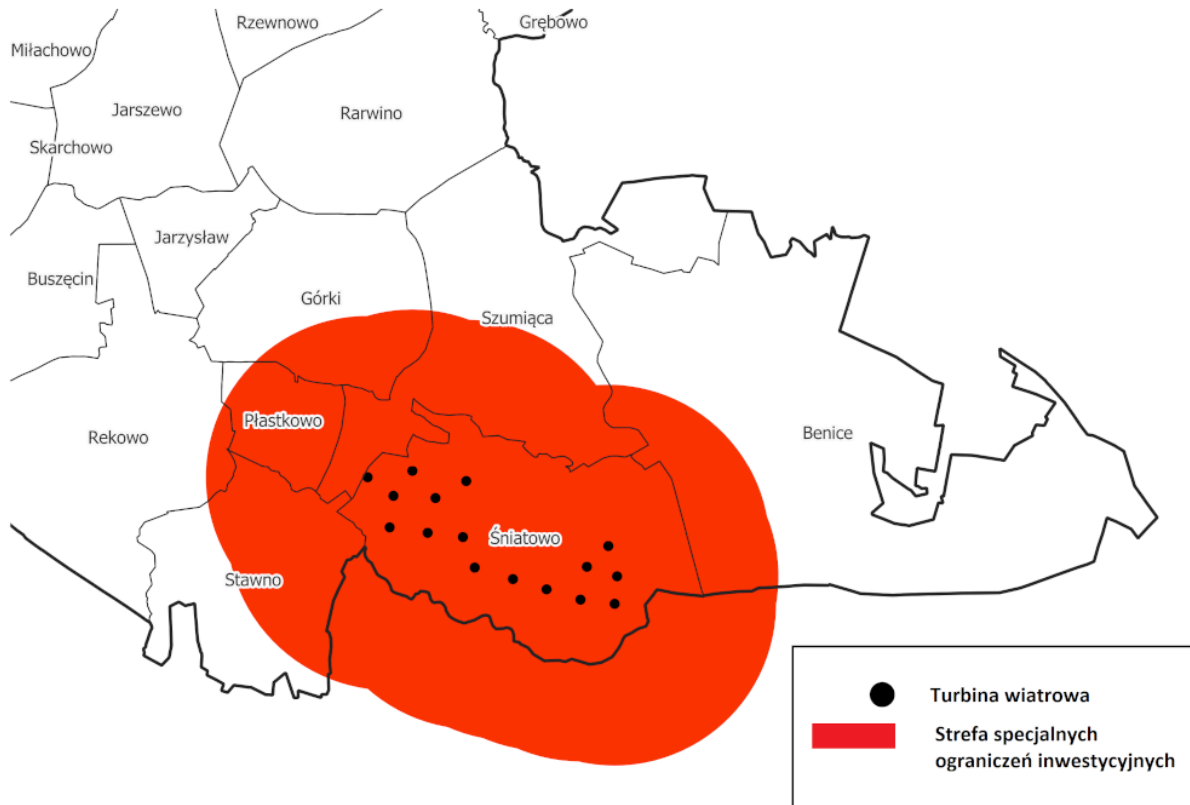 Rzewnowo
Grębowo
Miłachowo
Jarszewo
Rarwino
Skarchowo
Jarzysław
Buszęcin
Górki
Szumiąca
Płastkowo
Rekowo
Benice
Śniatowo
Stawno
Turbina wiatrowa
Strefa specjalnych
ograniczeń inwestycyjnych